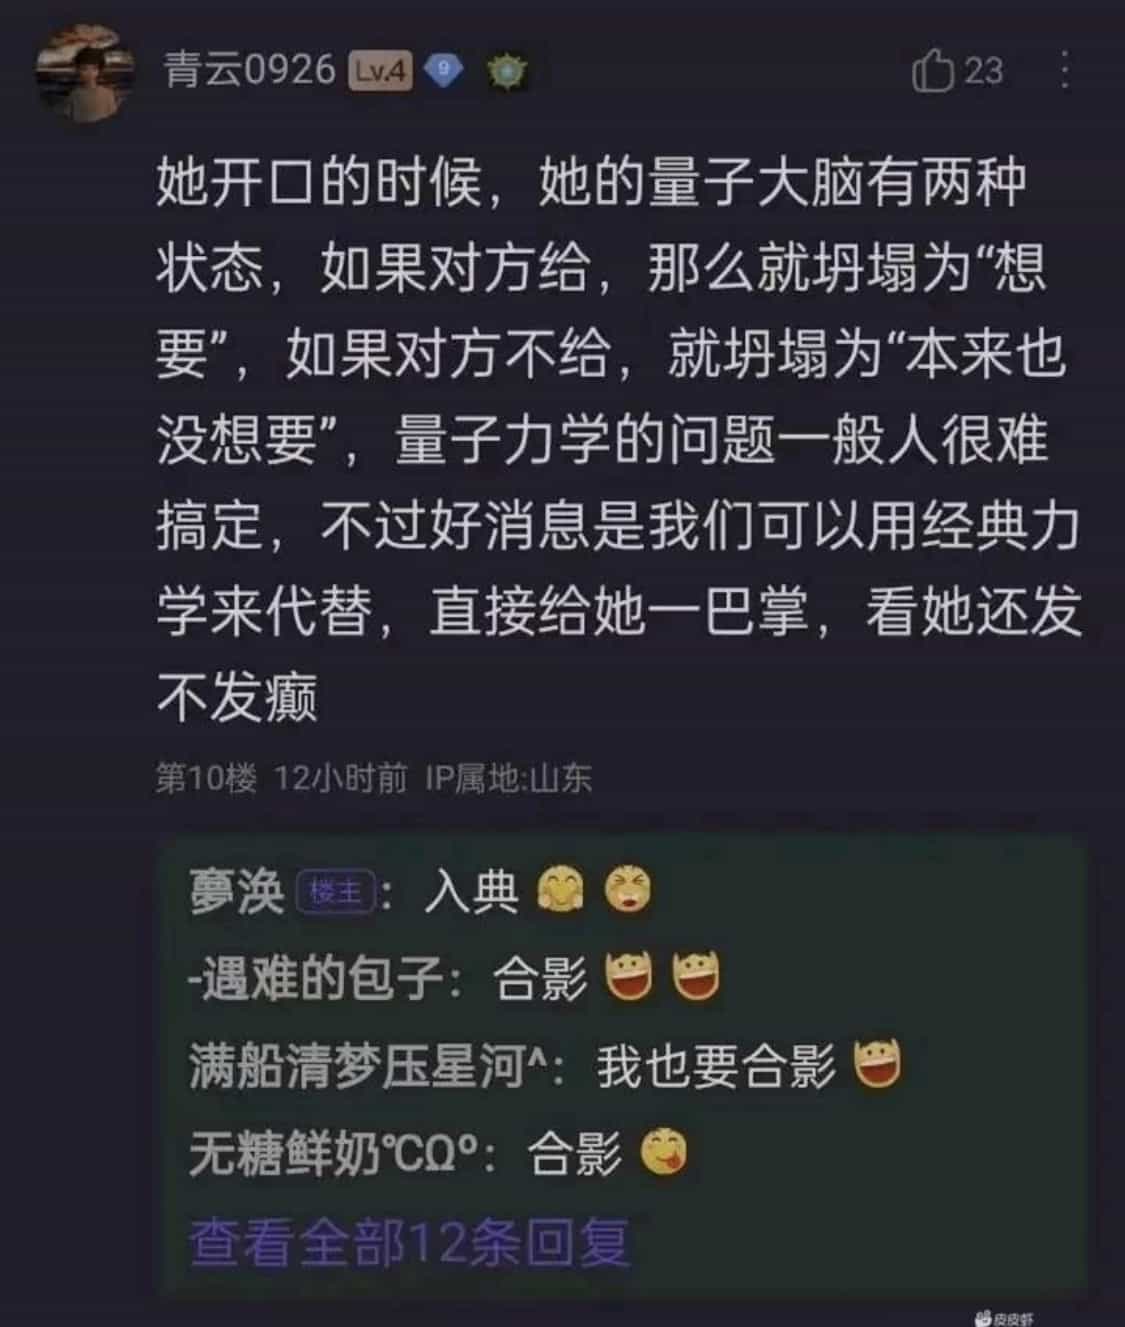 青云0926 Lv.4 9 23
她开口的时候，她的量子大脑有两种
状态，如果对方给，那么就坍塌为“想
要”，如果对方不给，就坍塌为“本来也
没想要”，量子力学的问题一般人很难
搞定，不过好消息是我们可以用经典力
学来代替，直接给她一巴掌，看她还发
不发癫
第10楼 12小时前 IP属地:山东
夢涣 楼主：入典
-遇难的包子：合影
满船清梦压星河^：我也要合影
无糖鲜奶℃Ωº：合影
查看全部12条回复
皮皮虾